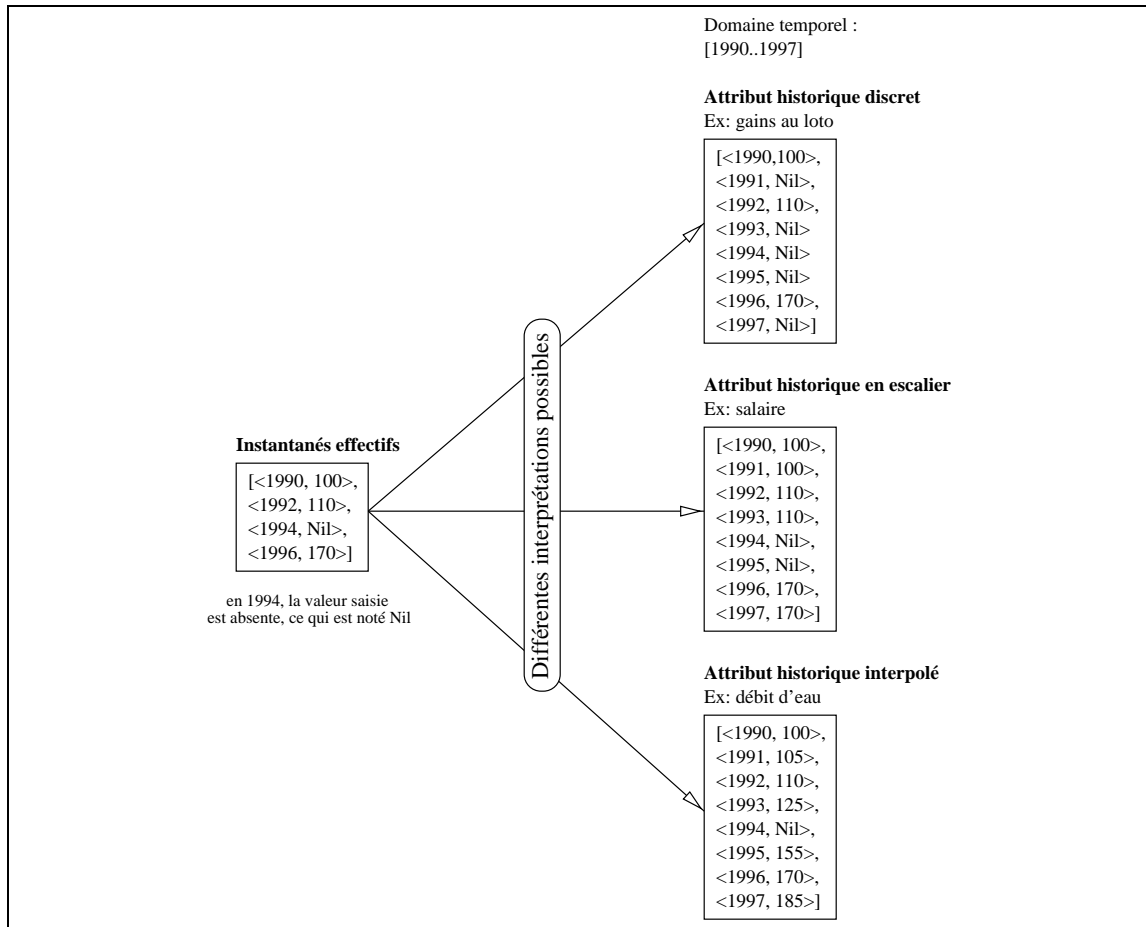 Domaine temporel :
[1990..1997]
Attribut historique discret
Ex: gains au loto
[<1990,100>,
<1991, Nil>,
<1992, 110>,
<1993, Nil>
<1994, Nil>
<1995, Nil>
<1996, 170>,
<1997, Nil>]
Différentes interprétations possibles
Attribut historique en escalier
Ex: salaire
[<1990, 100>,
<1991, 100>,
<1992, 110>,
<1993, 110>,
<1994, Nil>,
<1995, Nil>,
<1996, 170>,
<1997, 170>]
Instantanés effectifs
[<1990, 100>,
<1992, 110>,
<1994, Nil>,
<1996, 170>]
en 1994, la valeur saisie
est absente, ce qui est noté Nil
Attribut historique interpolé
Ex: débit d'eau
[<1990, 100>,
<1991, 105>,
<1992, 110>,
<1993, 125>,
<1994, Nil>,
<1995, 155>,
<1996, 170>,
<1997, 185>]